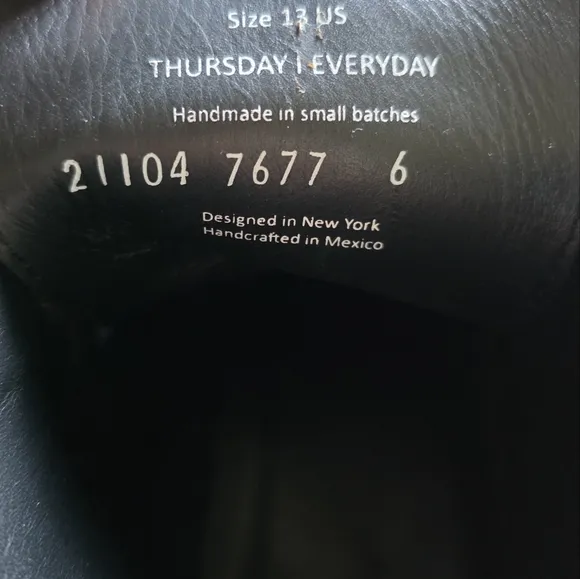 Size 13 US
THURSDAY | EVERYDAY
Handmade in small batches
21104 7677 6
Designed in New York
Handcrafted in Mexico